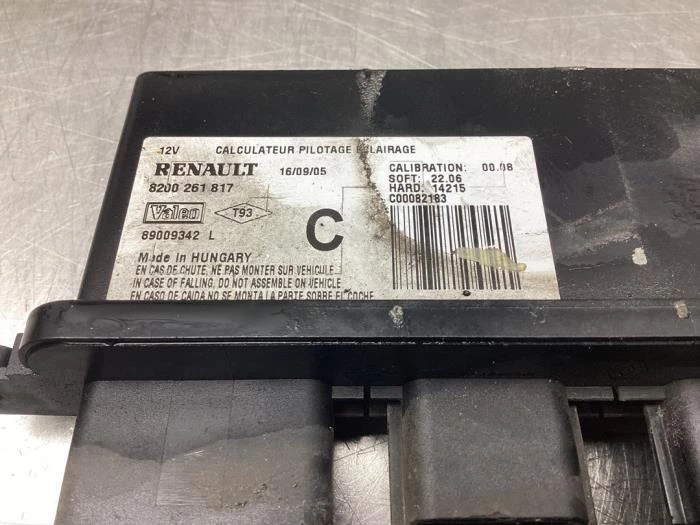 12V CALCULATEUR PILOTAGE ECLAIRAGE
RENAULT 16/09/05
8200 261 817
Valeo T93
89009342 L
C
CALIBRATION: 00.08
SOFT: 22.06
HARD: 14215
C00082183
Made in HUNGARY
EN CAS DE CHUTE, NE PAS MONTER SUR VEHICULE
IN CASE OF FALLING, DO NOT ASSEMBLE ON VEHICLE
EN CASO DE CAIDA NO SE MONTA LA PARTE SOBRE EL COCHE